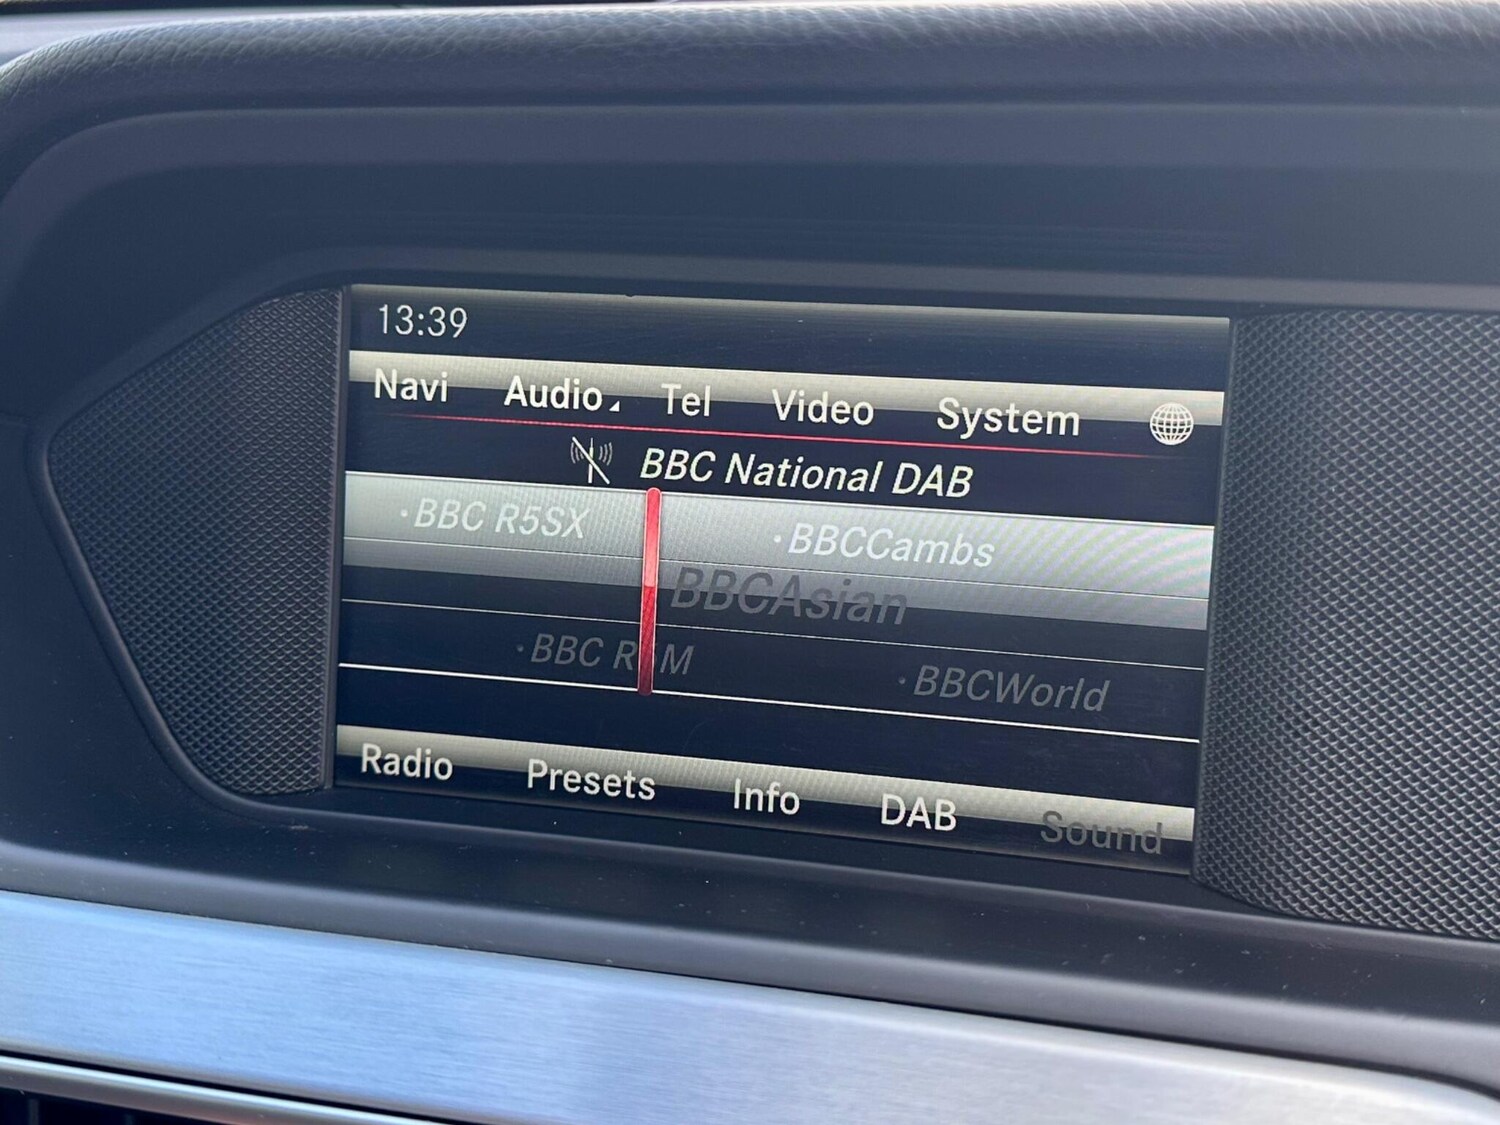 13:39
Navi Audio Tel Video System
BBC National DAB
·BBC R5SX ·BBCCambs
BBCAsian
·BBC R M ·BBCWorld
Radio Presets Info DAB Sound